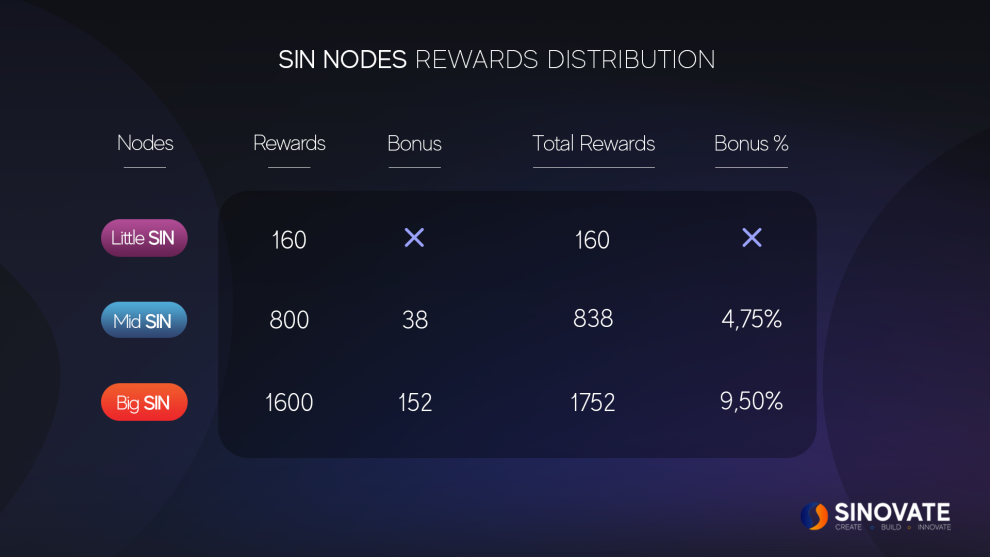 SIN NODES REWARDS DISTRIBUTION
Nodes Rewards Bonus Total Rewards Bonus %
Little SIN 160 160
Mid SIN 800 38 838 4,75%
Big SIN 1600 152 1752 9,50%
SINOVATE
CREATE BUILD INNOVATE